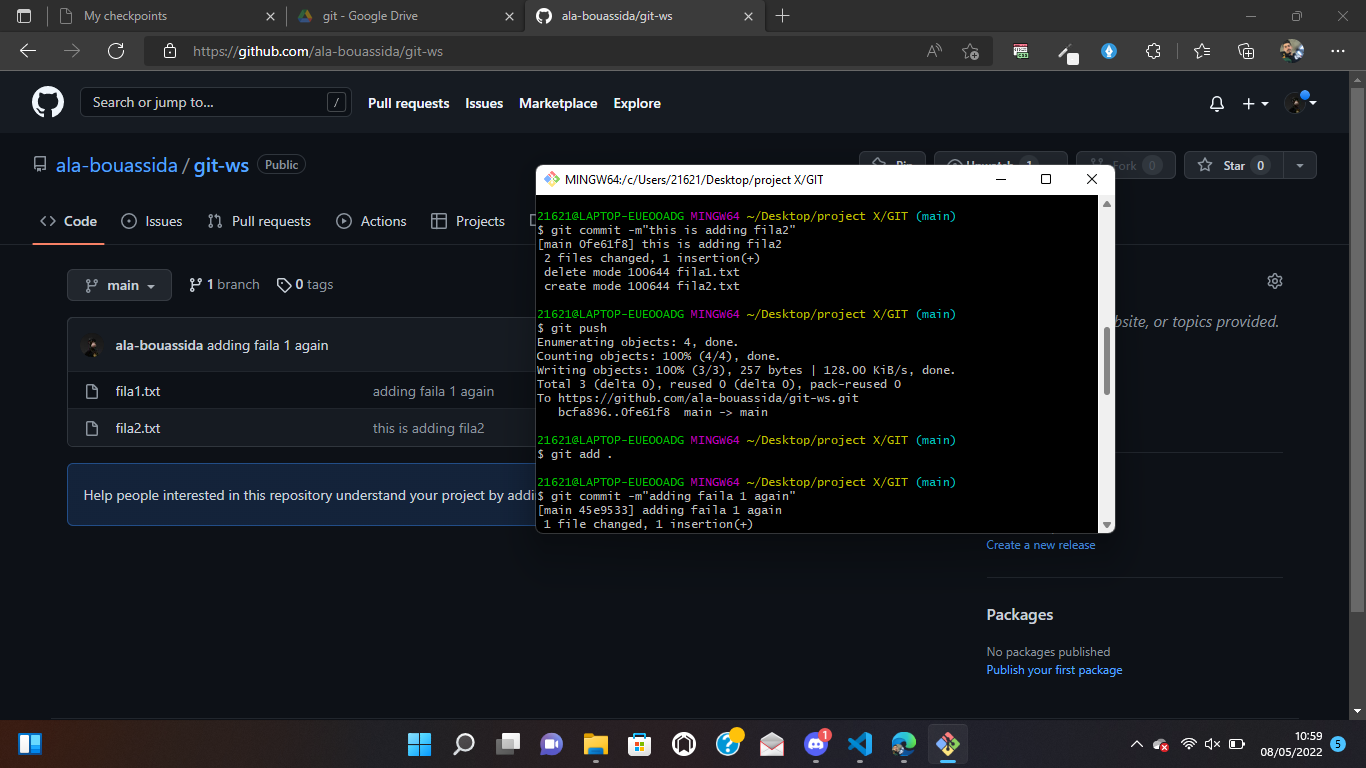 My checkpoints
git - Google Drive
ala-bouassida/git-ws
https://github.com/ala-bouassida/git-ws
Search or jump to...
/
Pull requests
Issues
Marketplace
Explore
ala-bouassida / git-ws
Public
Pin
Unwatch 1
Fork 0
Star 0
Code
Issues
Pull requests
Actions
Projects
main
1 branch
0 tags
ala-bouassida adding faila 1 again
fila1.txt
adding faila 1 again
fila2.txt
this is adding fila2
Help people interested in this repository understand your project by
MINGW64:/c/Users/21621/Desktop/project X/GIT
21621@LAPTOP-EUEOOADG MINGW64 ~/Desktop/project X/GIT (main)
$ git commit -m"this is adding fila2"
[main 0fe61f8] this is adding fila2
2 files changed, 1 insertion(+)
delete mode 100644 fila1.txt
create mode 100644 fila2.txt
21621@LAPTOP-EUEOOADG MINGW64 ~/Desktop/project X/GIT (main)
$ git push
Enumerating objects: 4, done.
Counting objects: 100% (4/4), done.
Writing objects: 100% (3/3), 257 bytes | 128.00 KiB/s, done.
Total 3 (delta 0), reused 0 (delta 0), pack-reused 0
To https://github.com/ala-bouassida/git-ws.git
bcfa896..0fe61f8 main -> main
21621@LAPTOP-EUEOOADG MINGW64 ~/Desktop/project X/GIT (main)
$ git add .
21621@LAPTOP-EUEOOADG MINGW64 ~/Desktop/project X/GIT (main)
$ git commit -m"adding faila 1 again"
[main 45e9533] adding faila 1 again
1 file changed, 1 insertion(+)
or topics provided.
Create a new release
Packages
No packages published
Publish your first package
1
10:59
08/05/2022
5